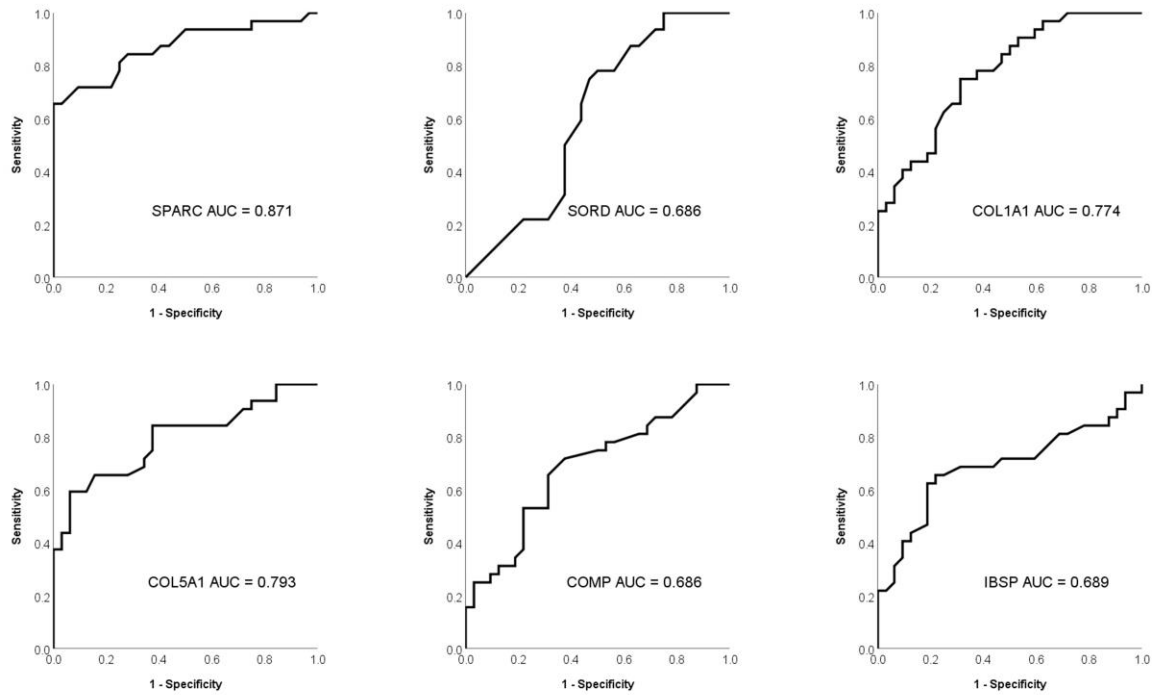 1.0
0.8
0.6
0.4
0.2
0.0
Sensitivity
SPARC AUC = 0.871
0.0 0.2 0.4 0.6 0.8 1.0
1 - Specificity
1.0
0.8
0.6
0.4
0.2
0.0
Sensitivity
SORD AUC = 0.686
0.0 0.2 0.4 0.6 0.8 1.0
1 - Specificity
1.0
0.8
0.6
0.4
0.2
0.0
Sensitivity
COL1A1 AUC = 0.774
0.0 0.2 0.4 0.6 0.8 1.0
1 - Specificity
1.0
0.8
0.6
0.4
0.2
0.0
Sensitivity
COL5A1 AUC = 0.793
0.0 0.2 0.4 0.6 0.8 1.0
1 - Specificity
1.0
0.8
0.6
0.4
0.2
0.0
Sensitivity
COMP AUC = 0.686
0.0 0.2 0.4 0.6 0.8 1.0
1 - Specificity
1.0
0.8
0.6
0.4
0.2
0.0
Sensitivity
IBSP AUC = 0.689
0.0 0.2 0.4 0.6 0.8 1.0
1 - Specificity